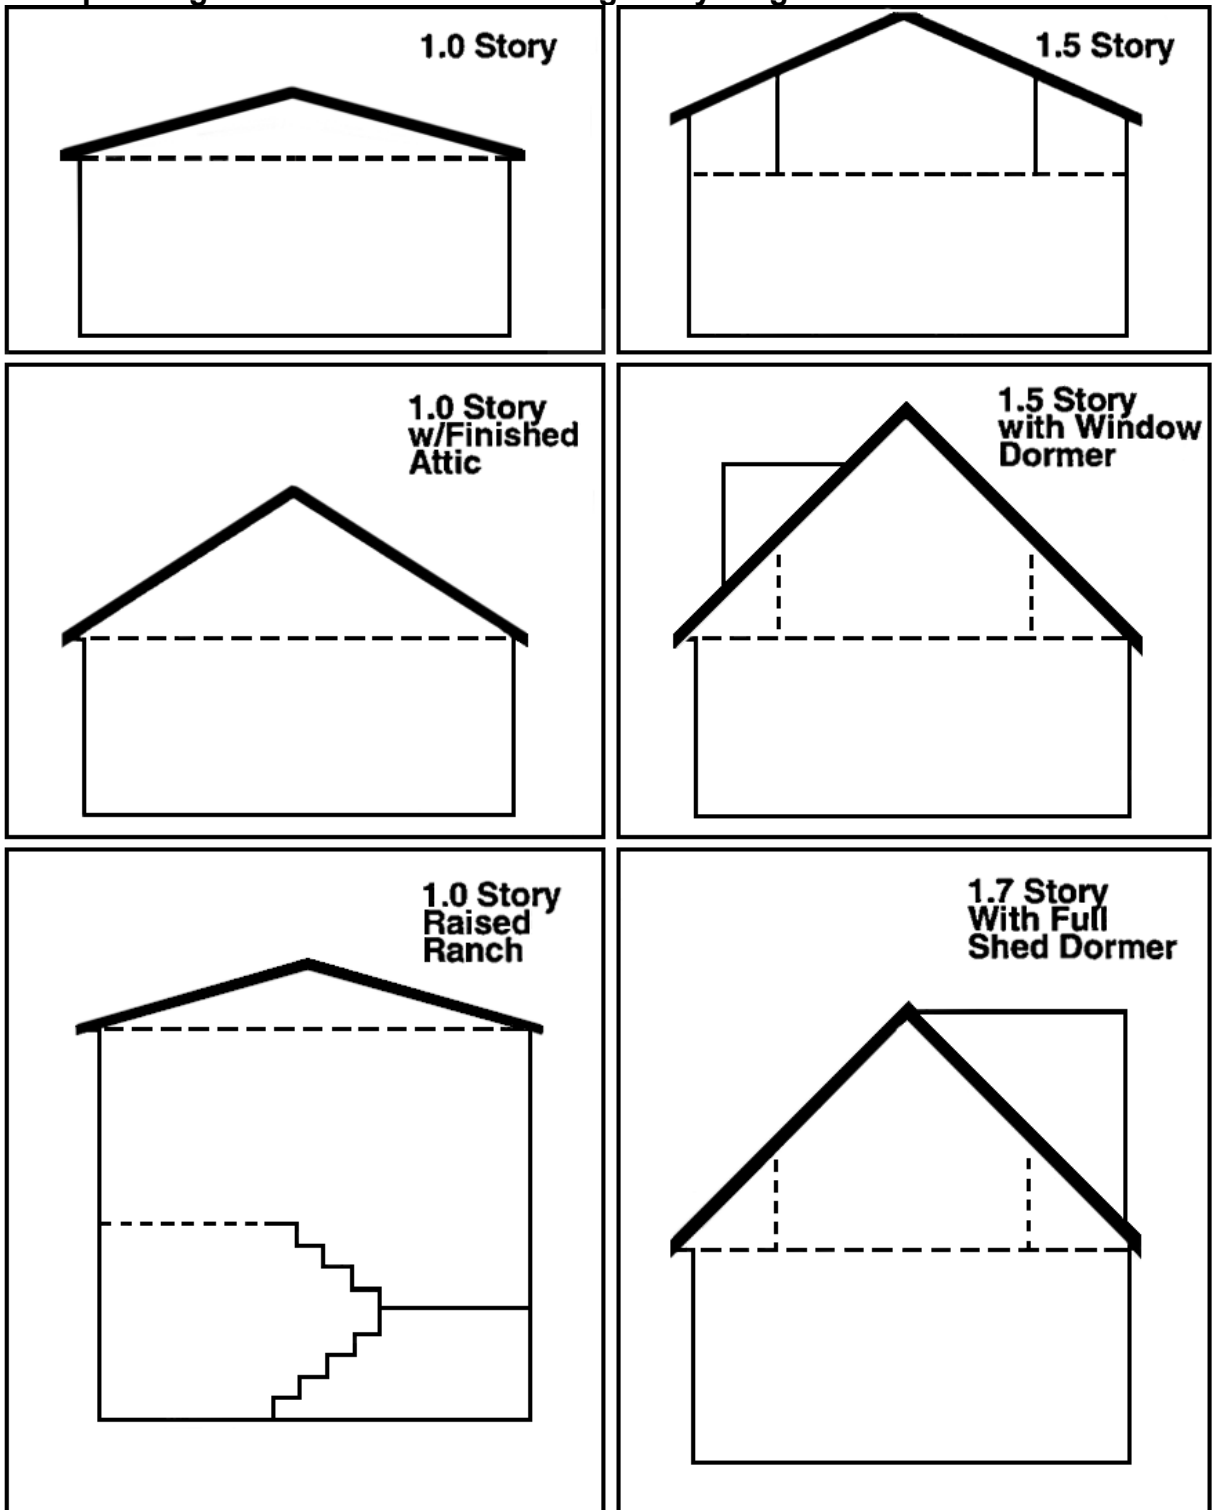 1.0 Story
1.5 Story
1.0 Story
w/Finished
Attic
1.5 Story
with Window
Dormer
1.0 Story
Raised
Ranch
1.7 Story
With Full
Shed Dormer